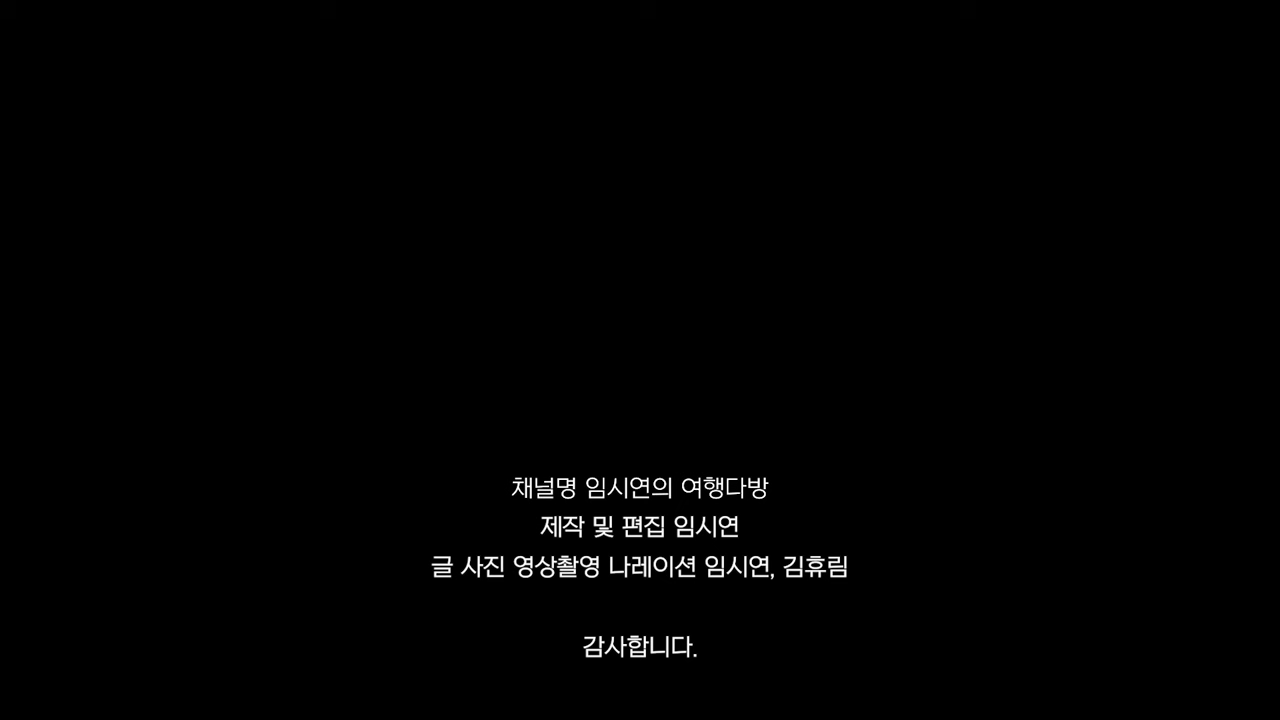 채널명 임시연의 여행다방
제작 및 편집 임시연
글 사진 영상촬영 나레이션 임시연, 김휴림
감사합니다.